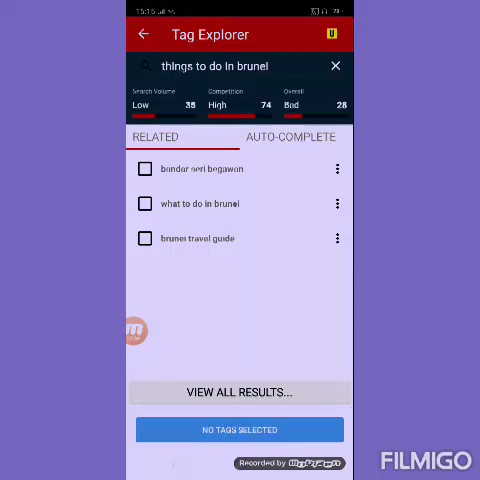 15:15
Tag Explorer
U
things to do in brunei
Search Volume Competition Overall
Low 35 High 74 Bad 28
RELATED AUTO-COMPLETE
bandar seri begawan
what to do in brunei
brunei travel guide
VIEW ALL RESULTS...
NO TAGS SELECTED
Recorded by
FILMIGO